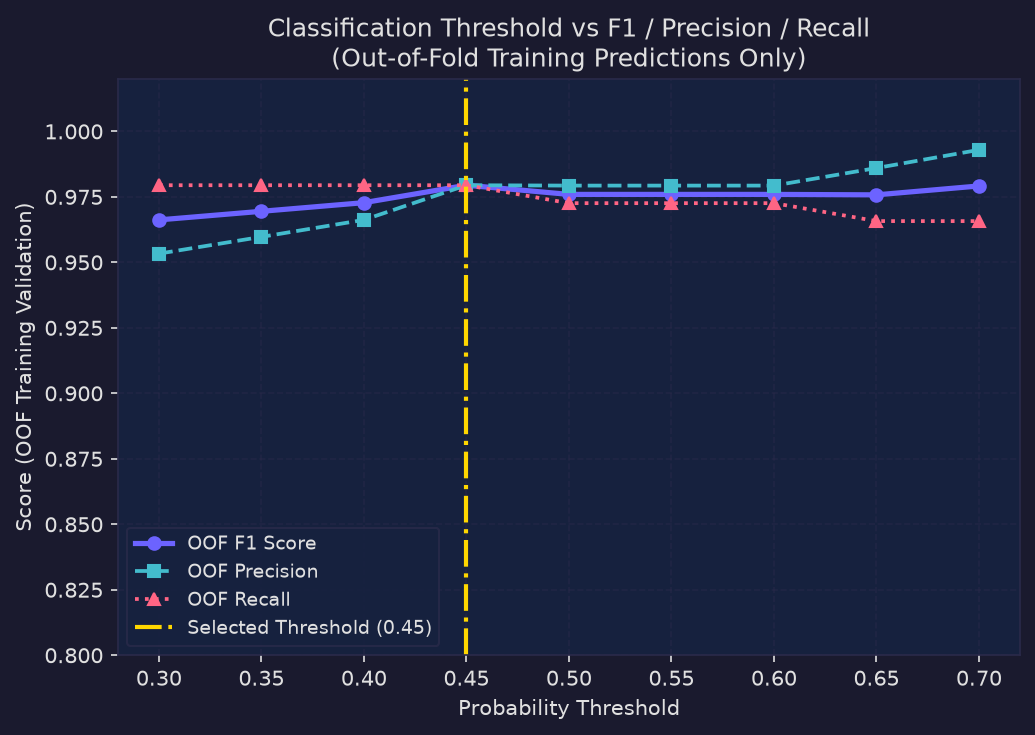 Classification Threshold vs F1 / Precision / Recall
(Out-of-Fold Training Predictions Only)
Score (OOF Training Validation)
1.000
0.975
0.950
0.925
0.900
0.875
0.850
0.825
0.800
OOF F1 Score
OOF Precision
OOF Recall
Selected Threshold (0.45)
0.30 0.35 0.40 0.45 0.50 0.55 0.60 0.65 0.70
Probability Threshold